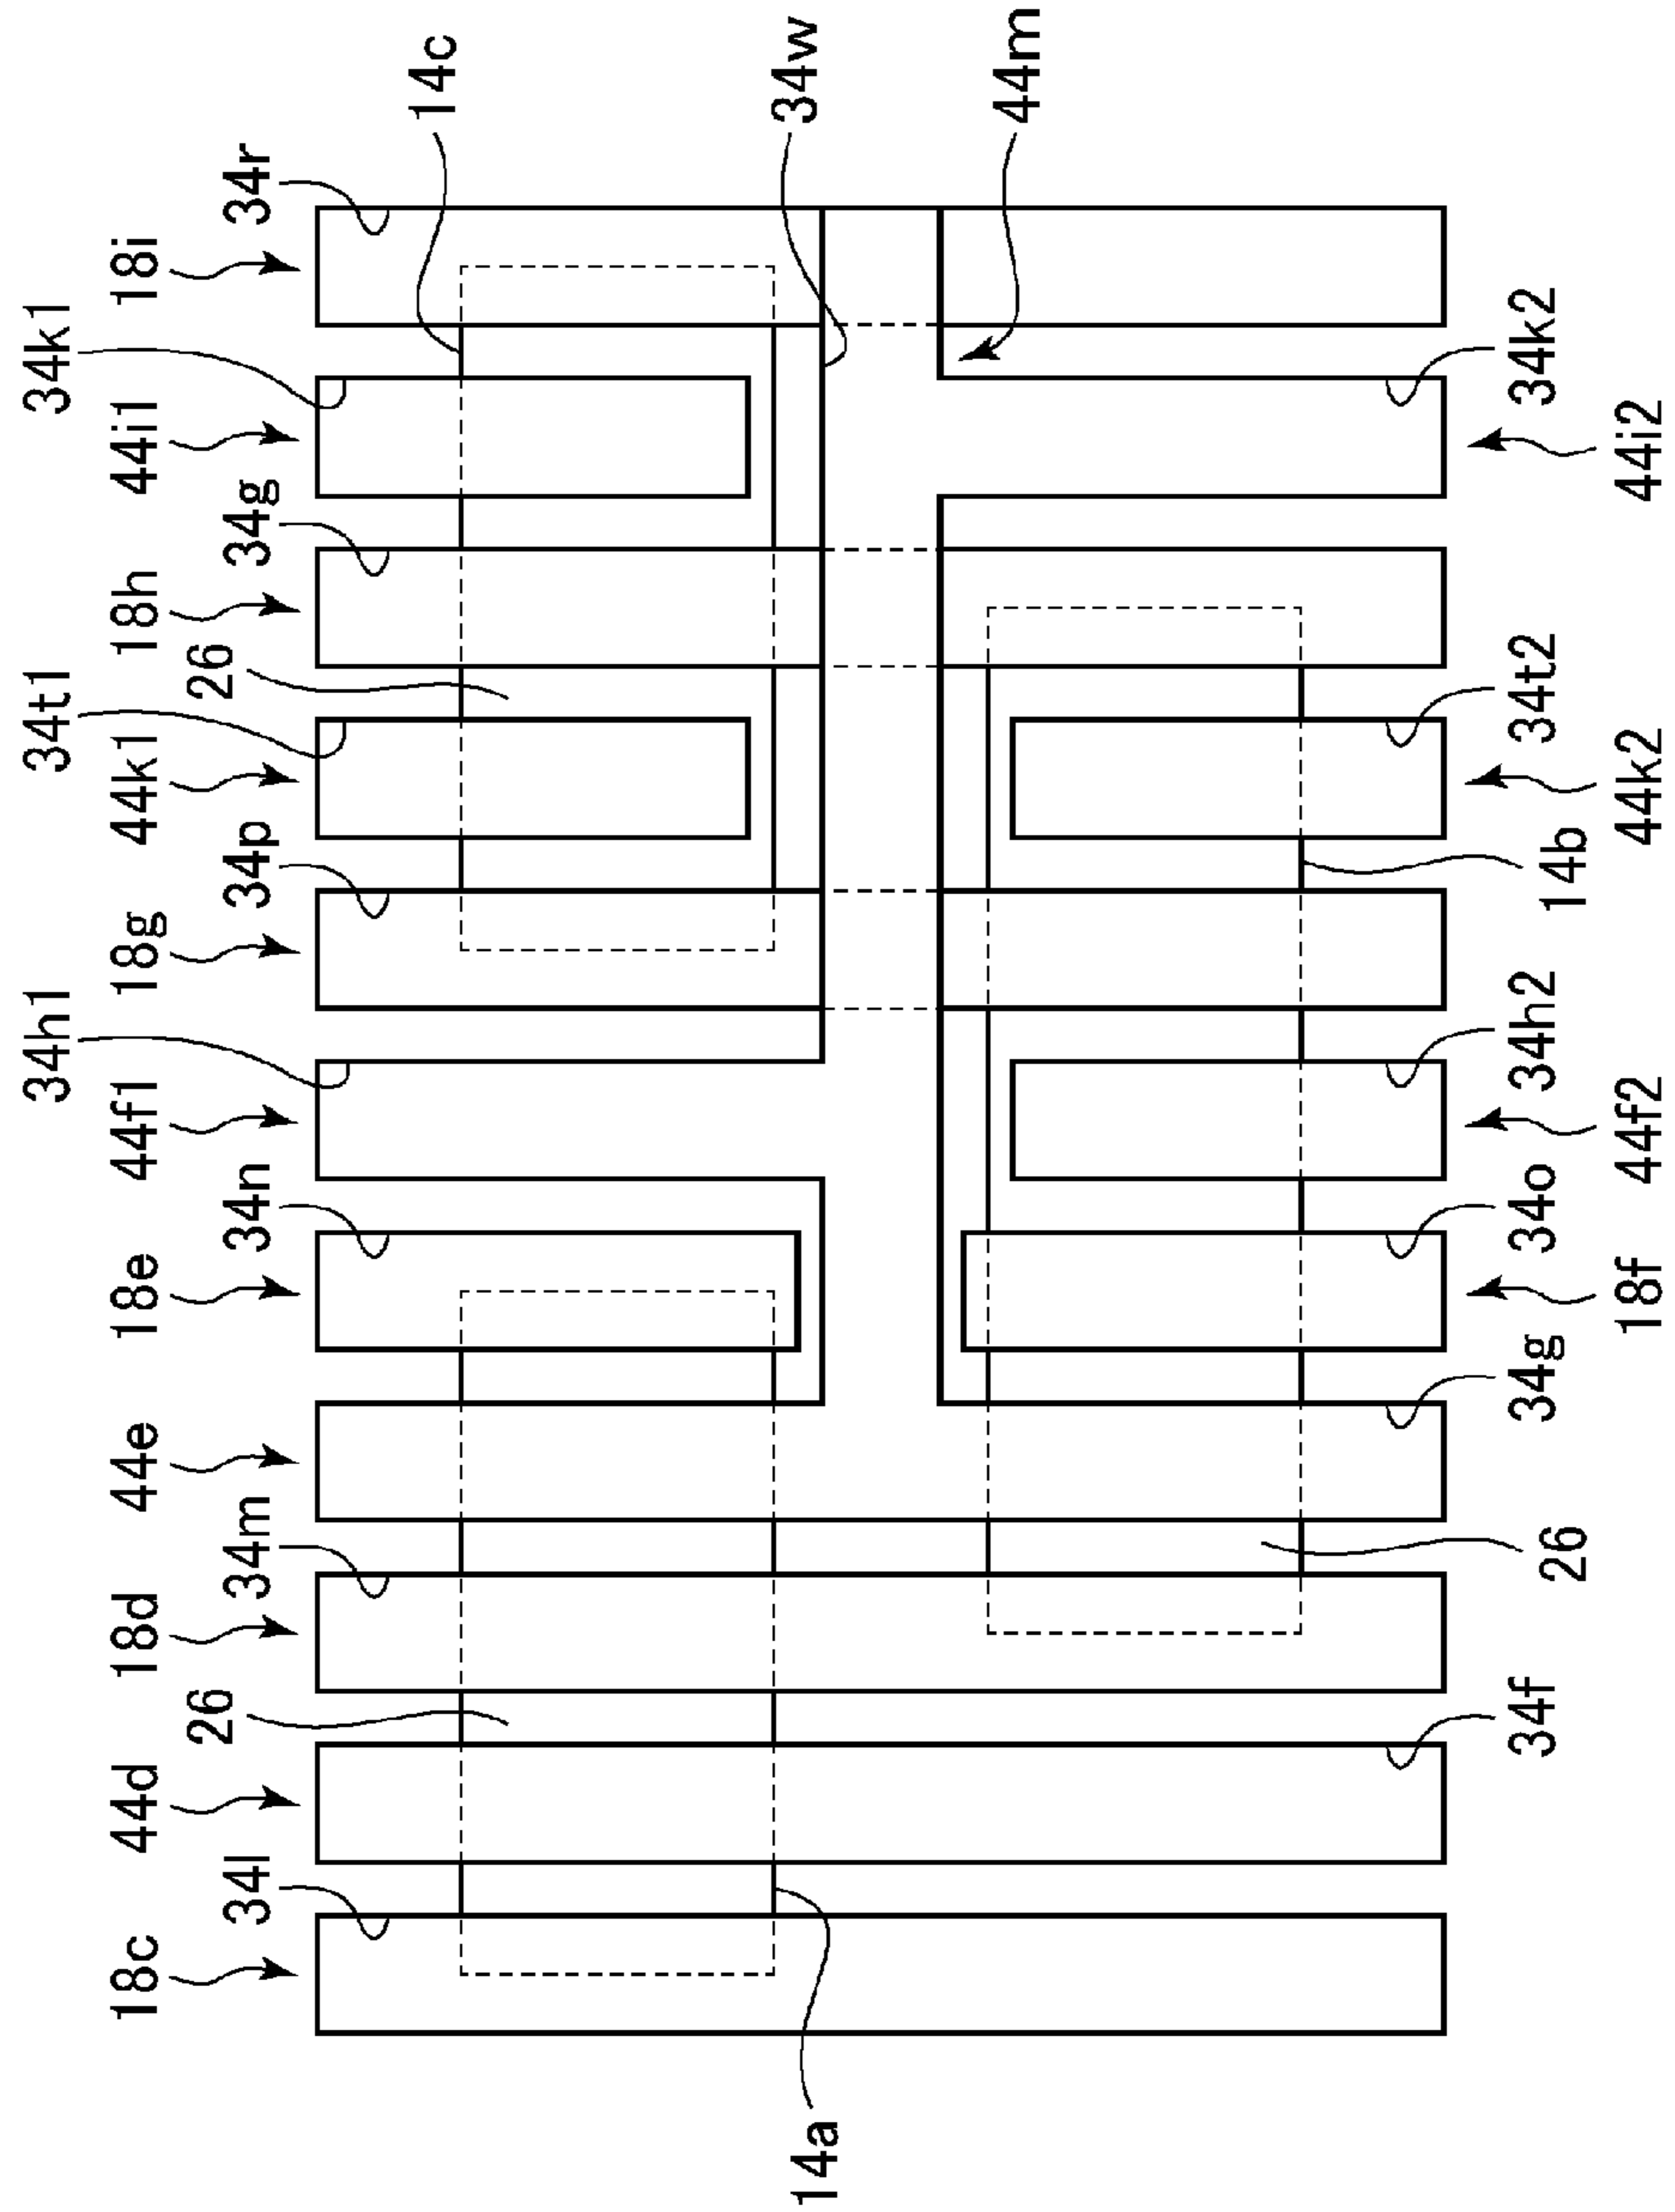 34h1 34t1 34k1
18c 44d 18d 44e 18e 44f1 18g 44k1 18h 44i1 18i
26 26
34l 34m 34n 34p 34g 34r
14c
34w
14a
44m
34f 34g 34o 34h2 34t2 34k2
26 14b
18f 44f2 44k2 44i2